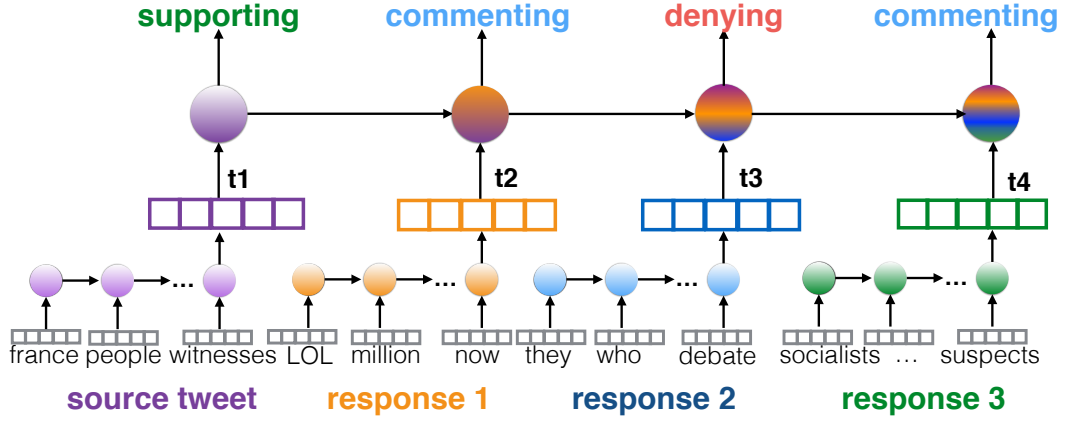 supporting commenting denying commenting
t1 t2 t3 t4
... ... ... ...
france people witnesses LOL million now they who debate socialists ... suspects
source tweet response 1 response 2 response 3